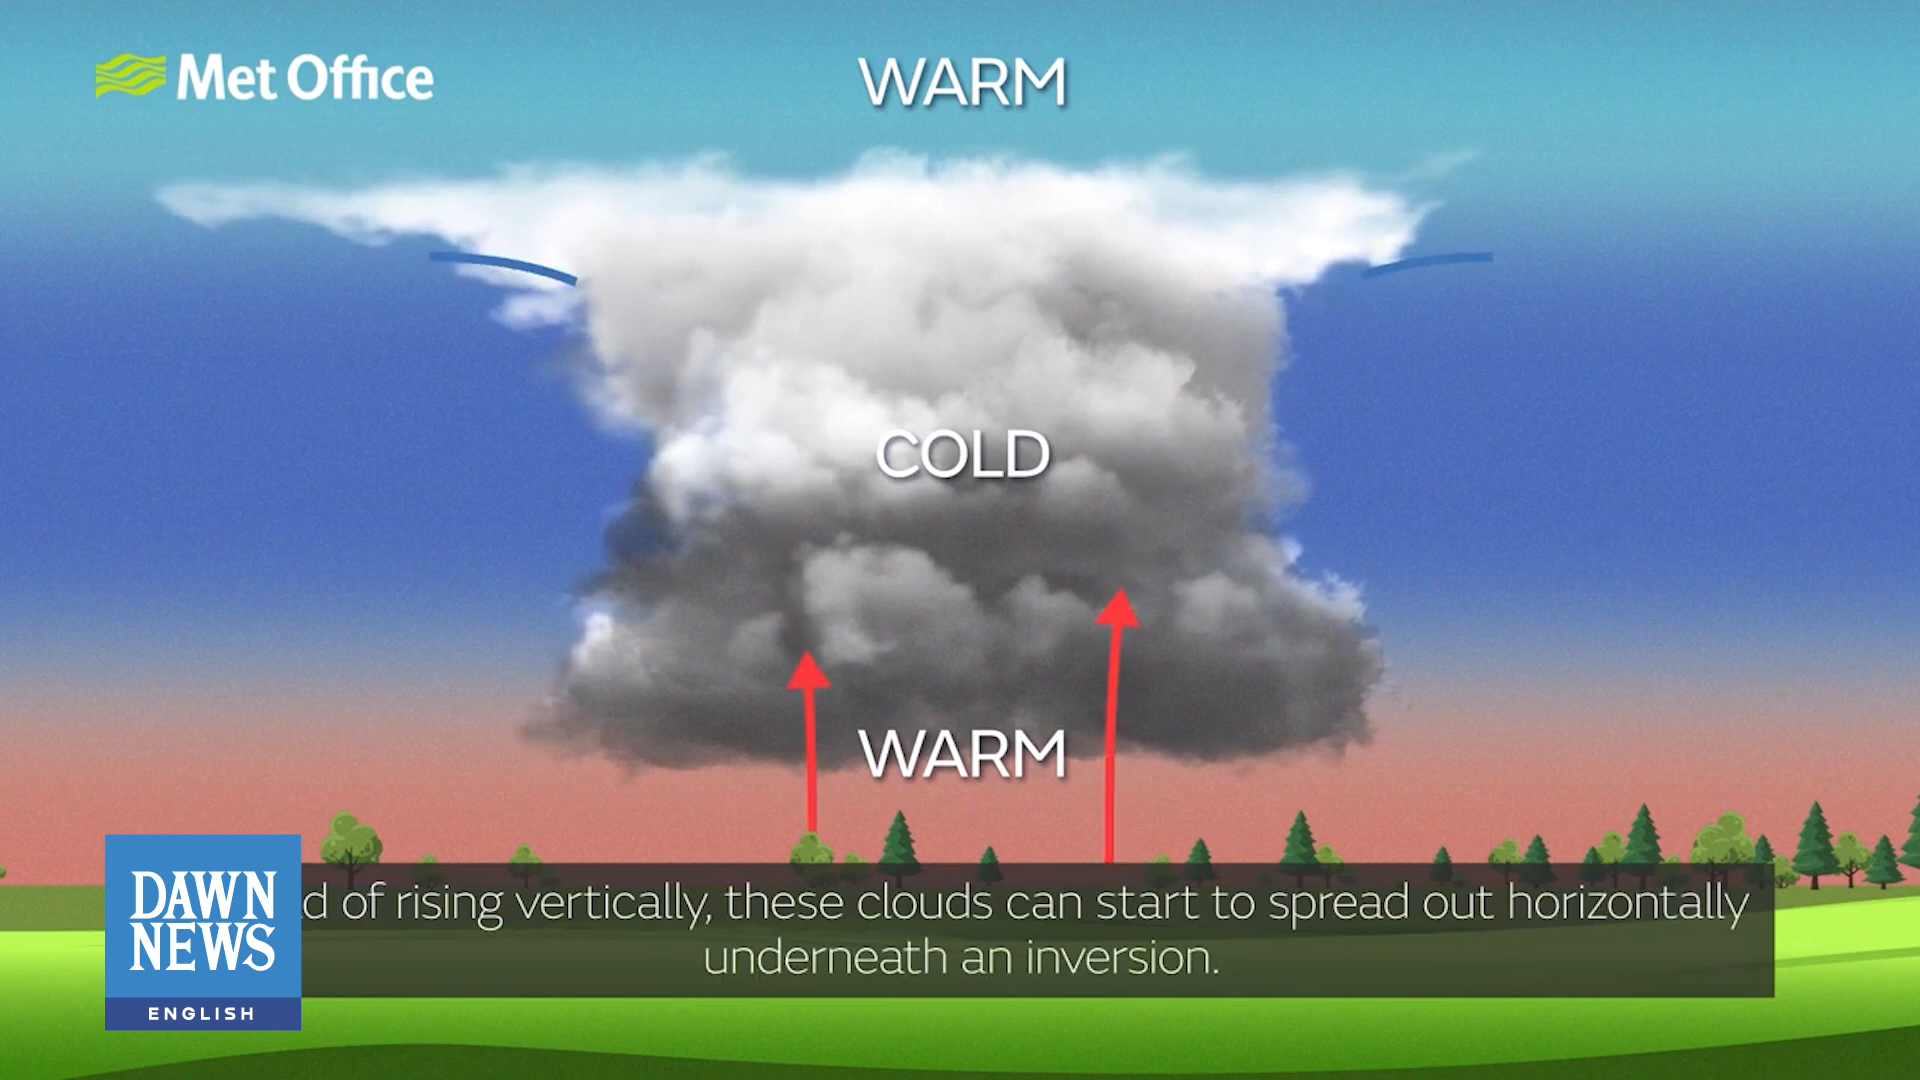 Met Office
WARM
COLD
WARM
of rising vertically, these clouds can start to spread out horizontally
underneath an inversion.
DAWN
NEWS
ENGLISH